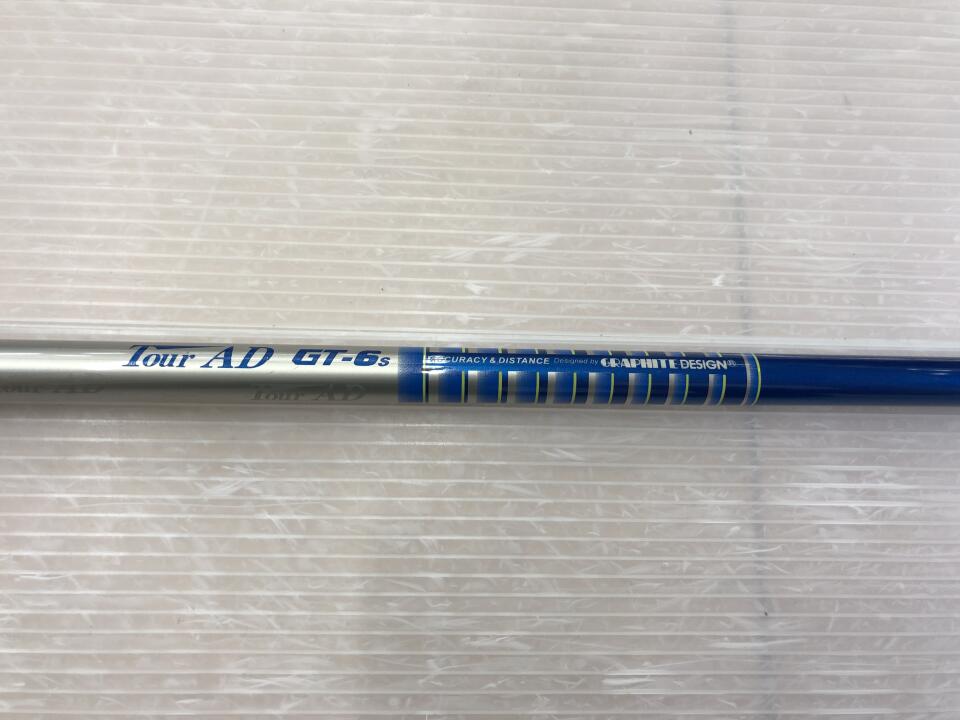 Tour AD GT-6s
ACCURACY & DISTANCE Designed by GRAPHITE DESIGN®
Tour AD